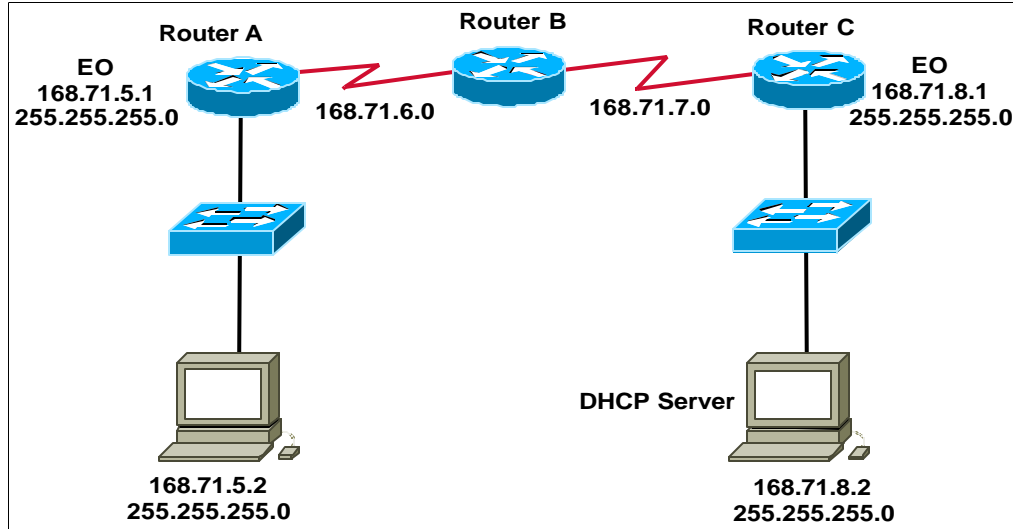 Router A
Router B
Router C
EO
168.71.5.1
255.255.255.0
168.71.6.0
168.71.7.0
EO
168.71.8.1
255.255.255.0
DHCP Server
168.71.5.2
255.255.255.0
168.71.8.2
255.255.255.0